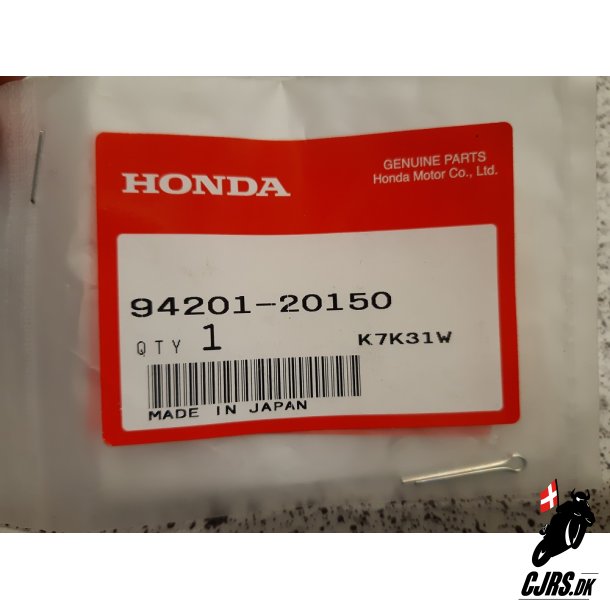 GENUINE PARTS
HONDA
Honda Motor Co., Ltd.
94201-20150
QTY 1
K7K31W
MADE IN JAPAN
CJRS.DK